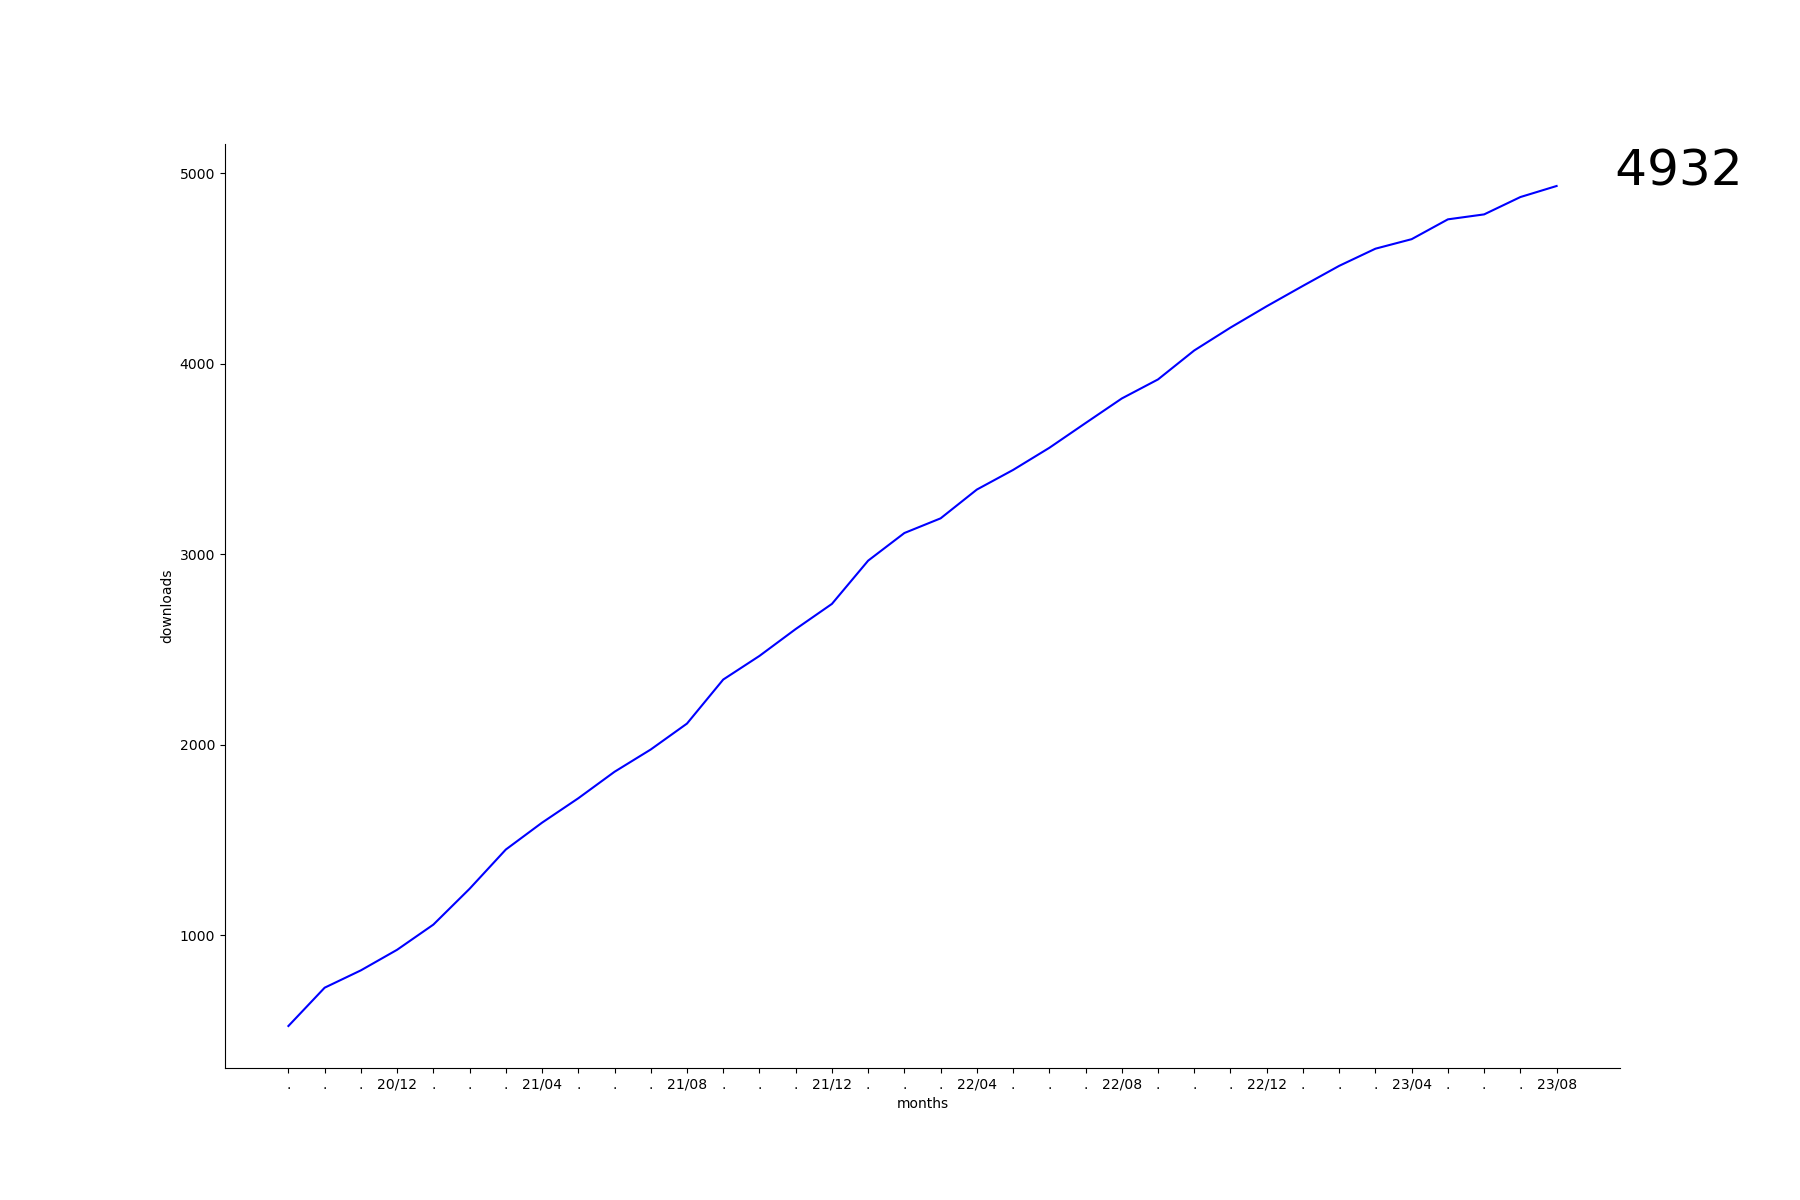 4932
5000
4000
3000
2000
1000
downloads
. . . 20/12 . . . 21/04 . . . 21/08 . . . 21/12 . . . 22/04 . . . 22/08 . . . 22/12 . . . 23/04 . . . 23/08
months